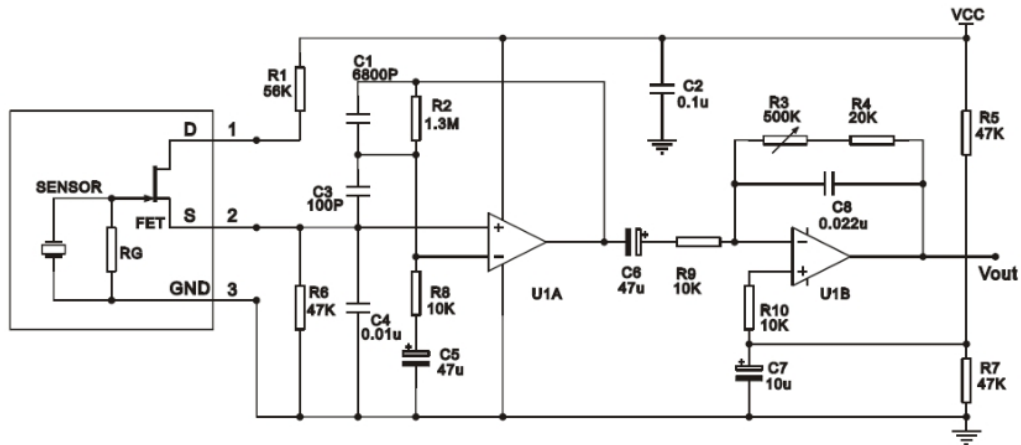 VCC
C1
6800P
R1
56K
R2
1.3M
C2
0.1u
R3
500K
R4
20K
R5
47K
D
1
SENSOR
C3
100P
C8
0.022u
FET
S
2
RG
+
-
+
C6
47u
R9
10K
-
+
U1A
U1B
Vout
GND
3
R6
47K
C4
0.01u
R8
10K
R10
10K
+
C5
47u
+
C7
10u
R7
47K